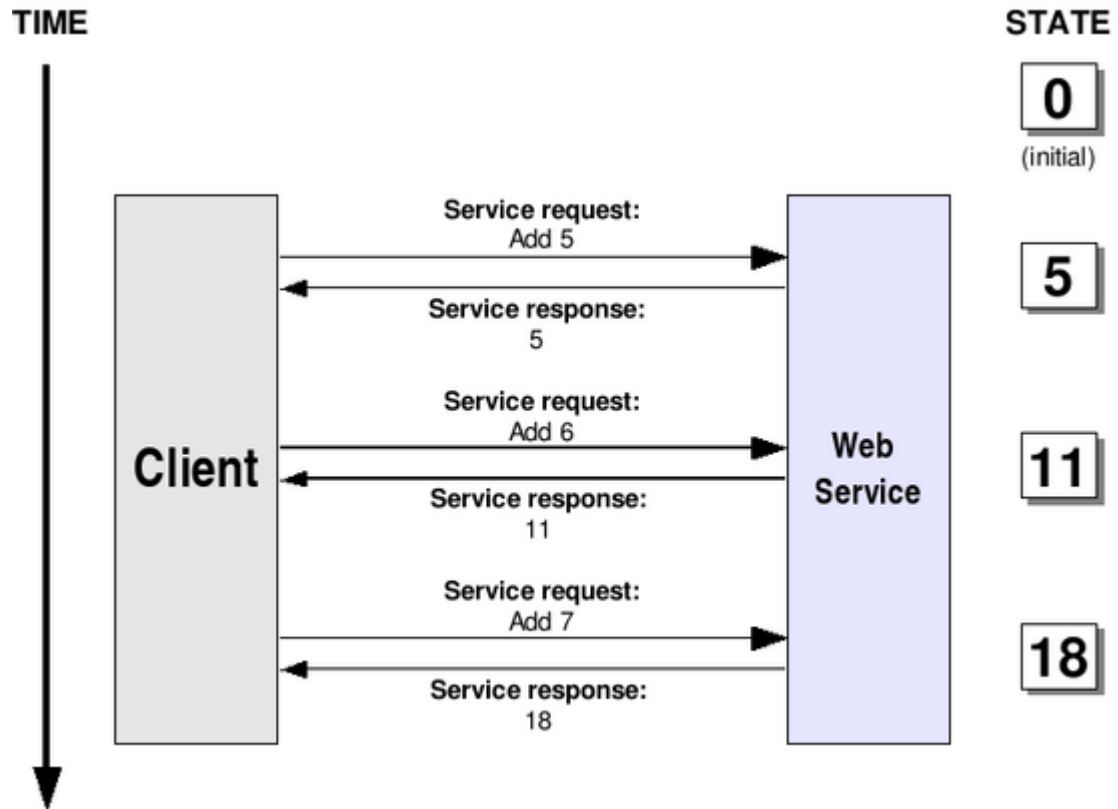 TIME
STATE
0
(initial)
Service request:
Add 5
5
Service response:
5
Service request:
Add 6
Client
Web
Service
11
Service response:
11
Service request:
Add 7
18
Service response:
18